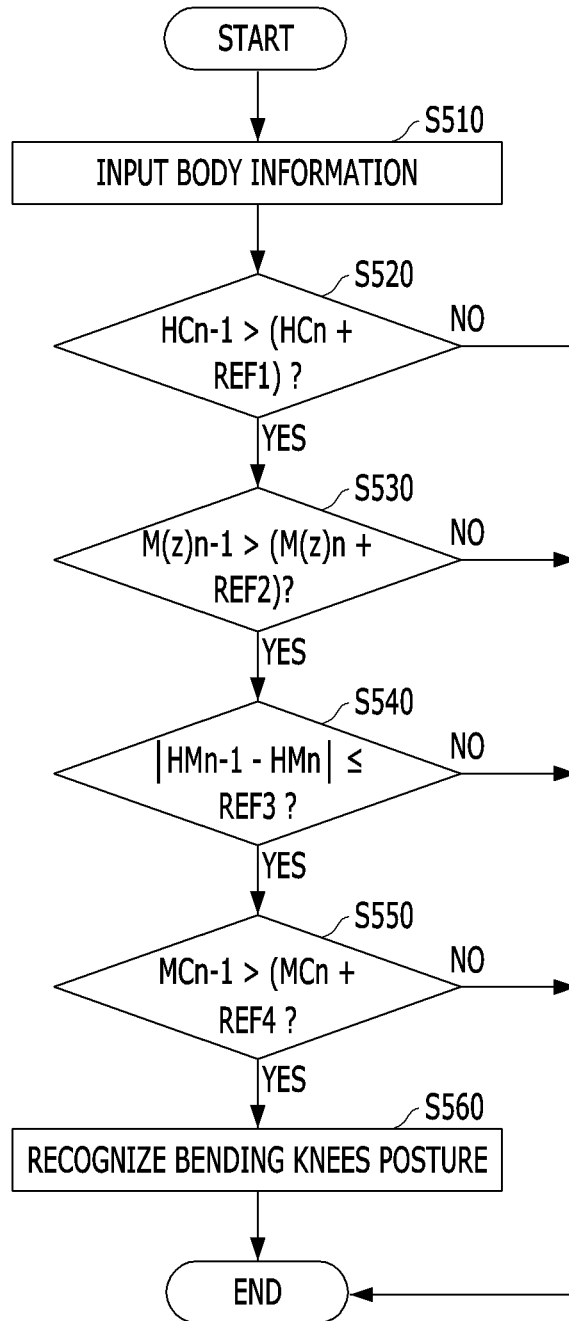 START
S510
INPUT BODY INFORMATION
S520
HCn-1 > (HCn +
REF1) ?
NO
YES
S530
M(z)n-1 > (M(z)n +
REF2)?
NO
YES
S540
|HMn-1 - HMn| ≤
REF3 ?
NO
YES
S550
MCn-1 > (MCn +
REF4 ?
NO
YES
S560
RECOGNIZE BENDING KNEES POSTURE
END